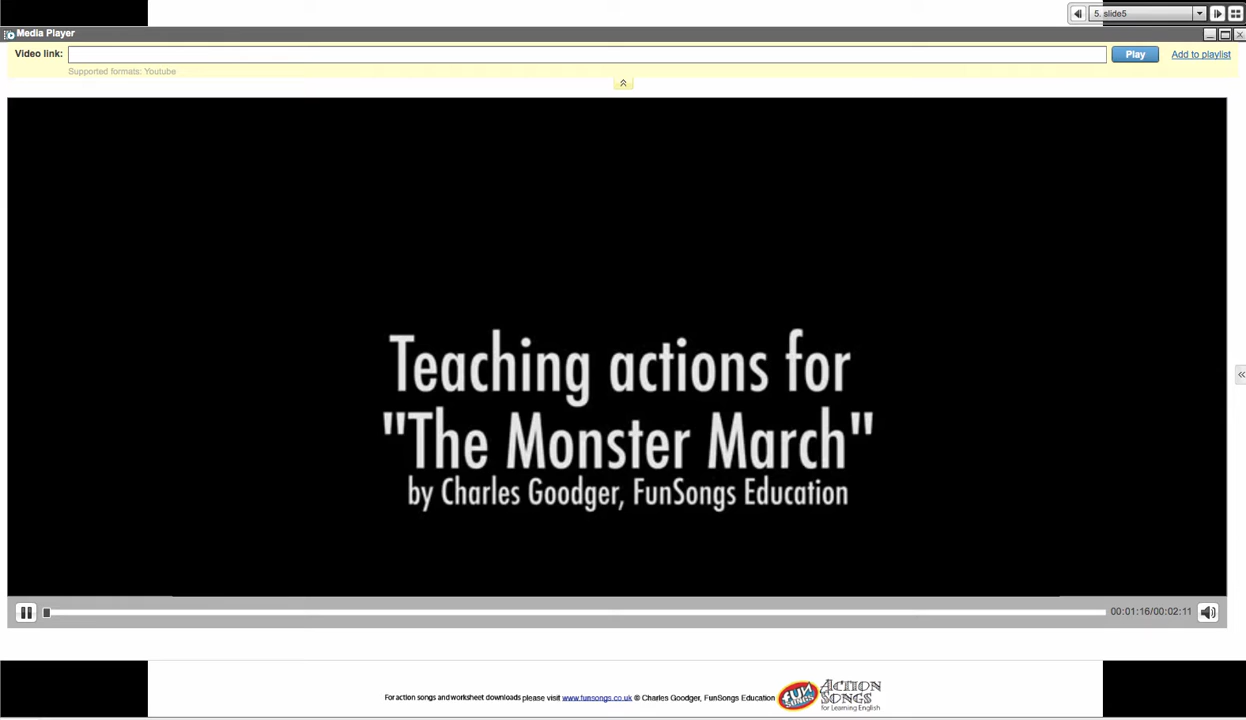 5. slide5
Media Player
Video link:
Play
Add to playlist
Supported formats: Youtube
Teaching actions for
"The Monster March"
by Charles Goodger, FunSongs Education
00:01:16/00:02:11
For action songs and worksheet downloads please visit www.funsongs.co.uk © Charles Goodger, FunSongs Education
FUN
SONGS
ACTION
SONGS
for Learning English